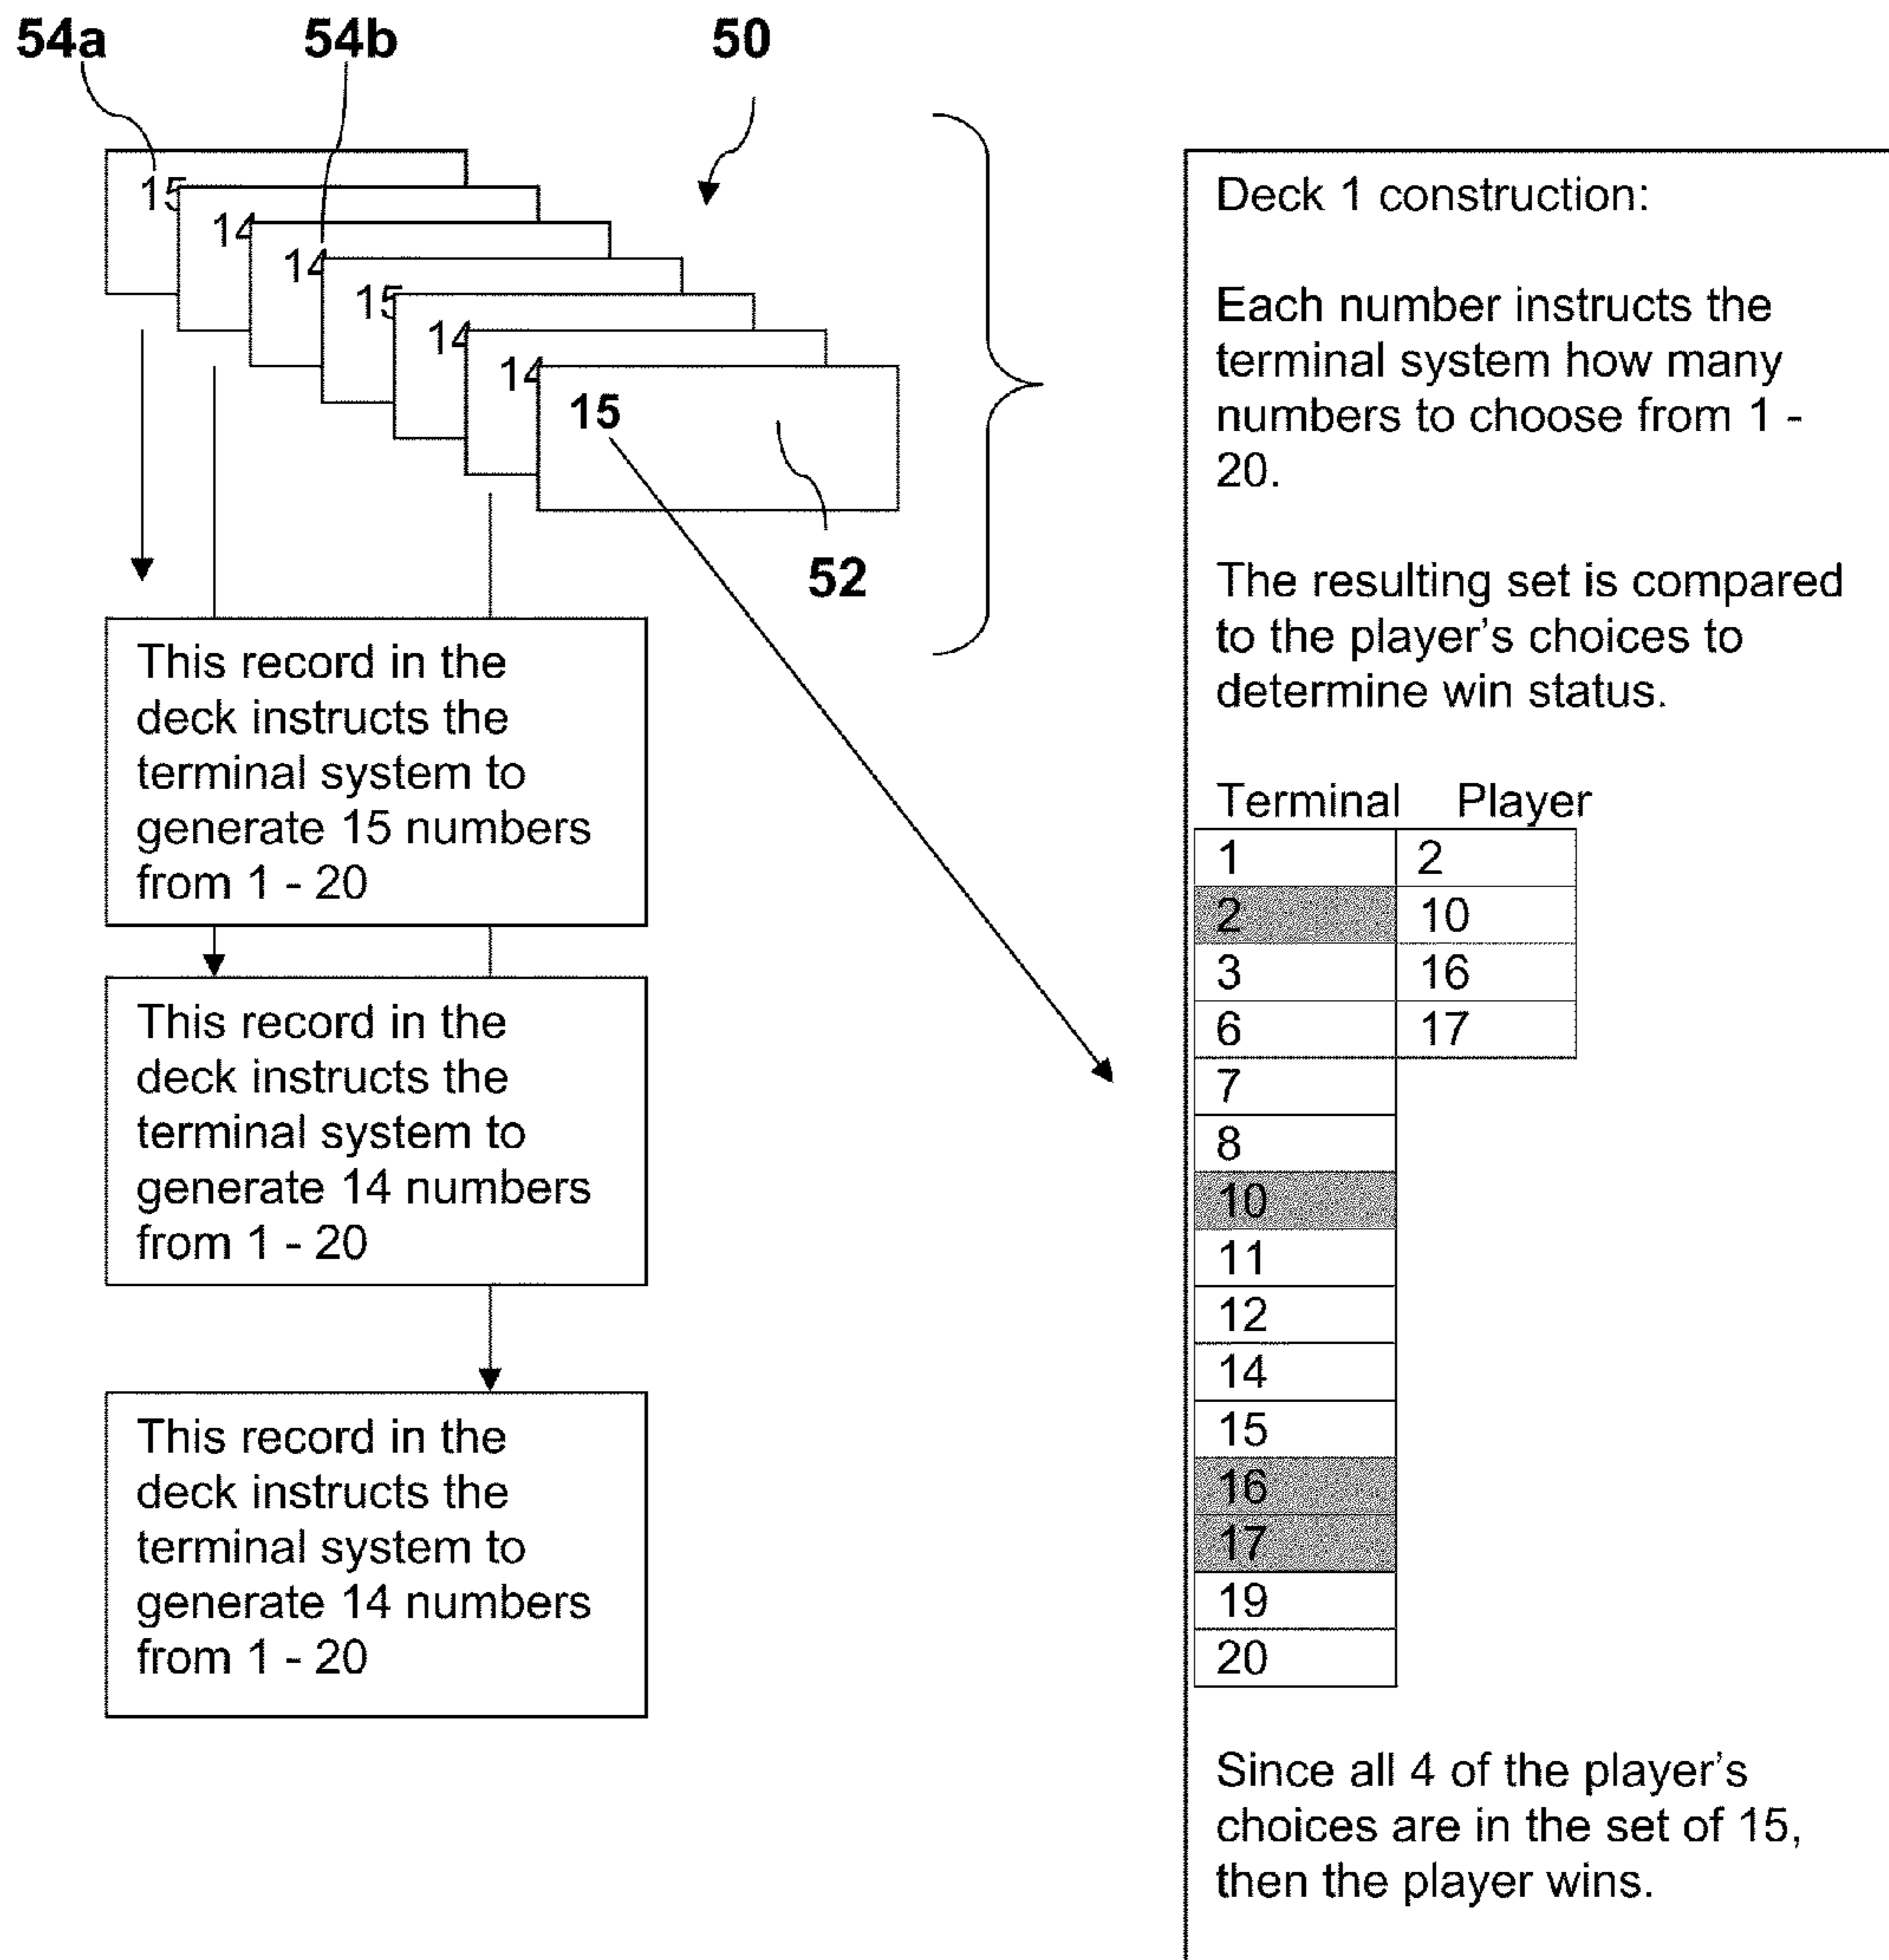 54a 54b 50
15
14
14
15
14
14
15
52
This record in the
deck instructs the
terminal system to
generate 15 numbers
from 1 - 20
This record in the
deck instructs the
terminal system to
generate 14 numbers
from 1 - 20
This record in the
deck instructs the
terminal system to
generate 14 numbers
from 1 - 20
Deck 1 construction:
Each number instructs the
terminal system how many
numbers to choose from 1 -
20.
The resulting set is compared
to the player's choices to
determine win status.
Terminal Player
1 2
2 10
3 16
6 17
7
8
10
11
12
14
15
16
17
19
20
Since all 4 of the player's
choices are in the set of 15,
then the player wins.